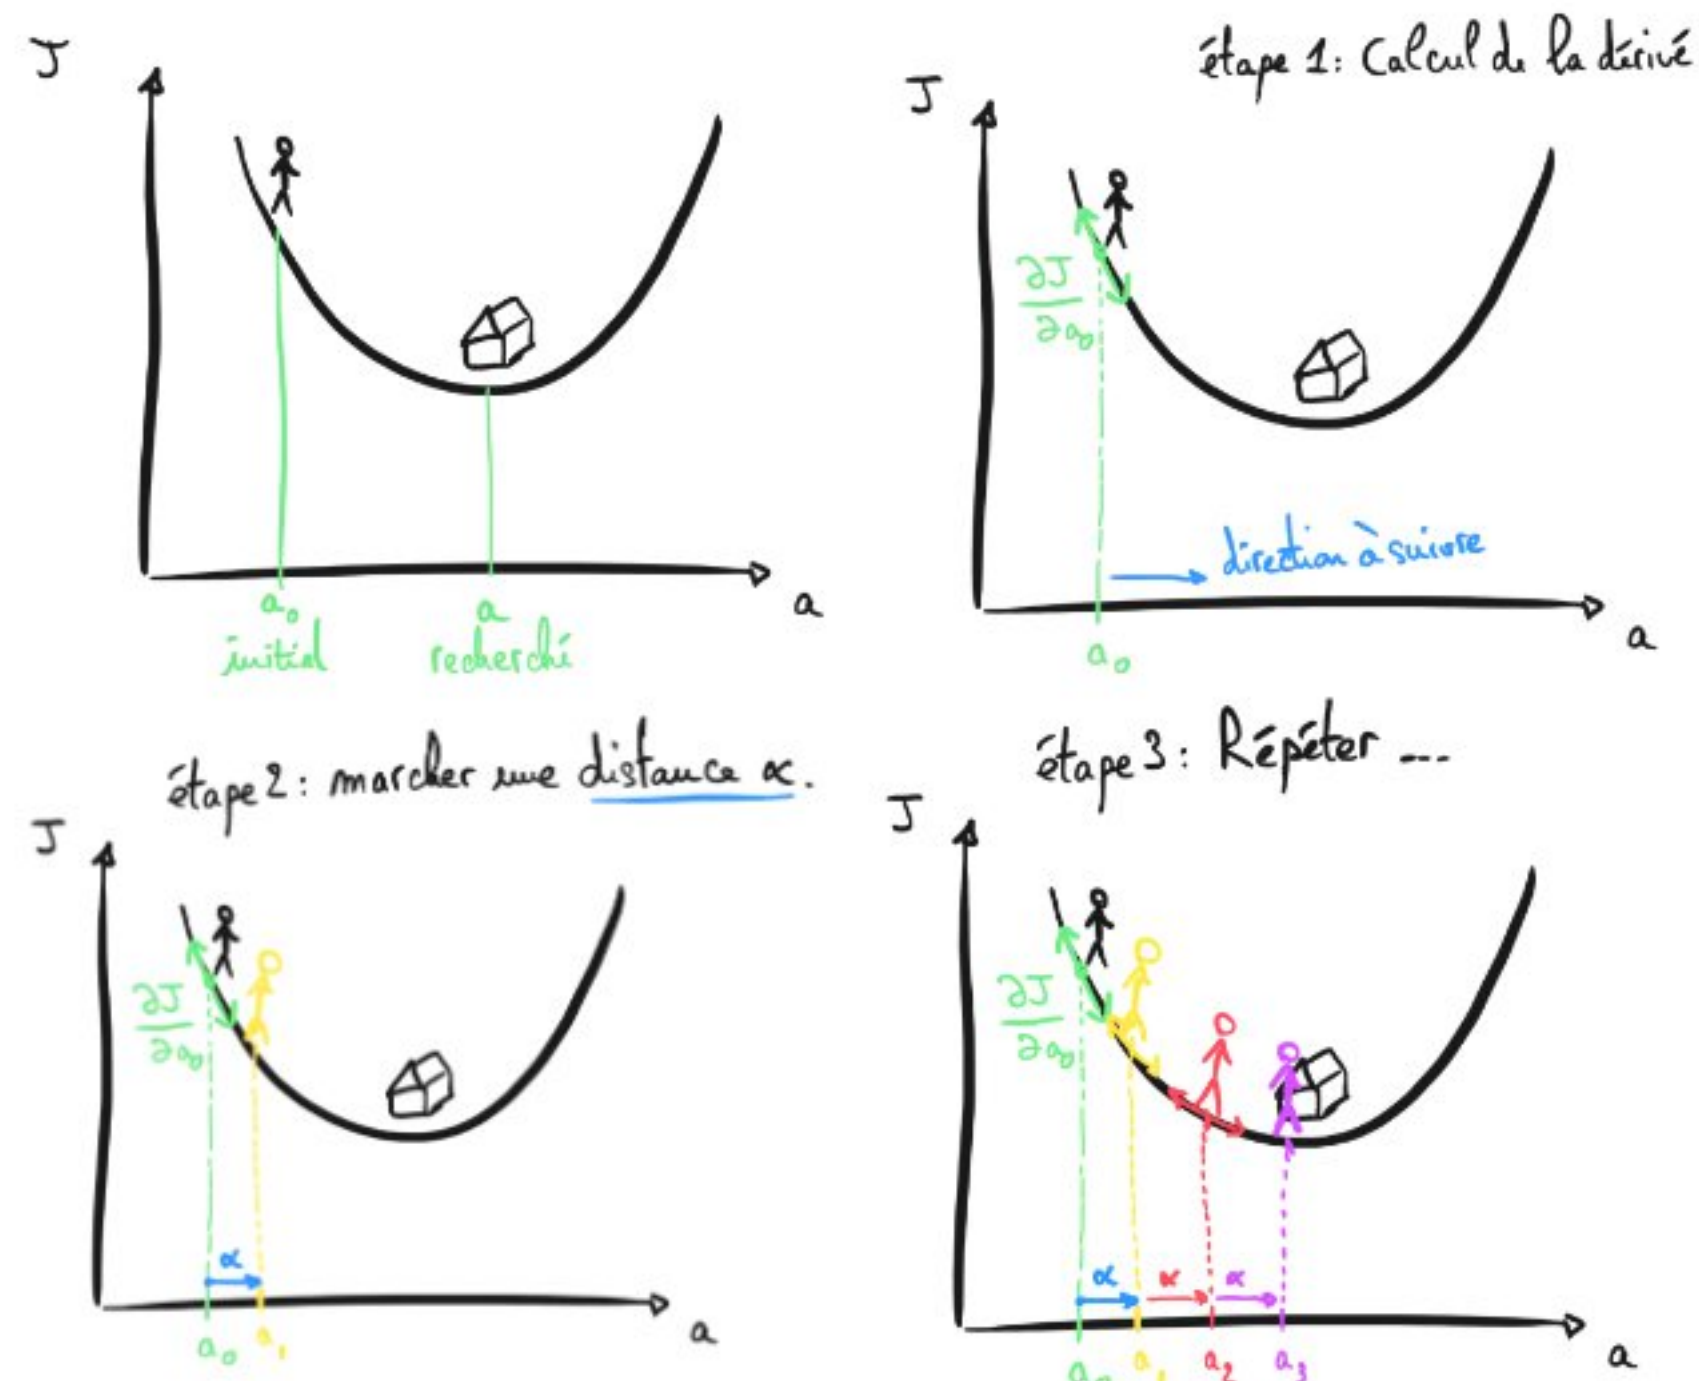 J
a
a₀
initial
a
recherché
étape 1: Calcul de la dérivé
J
∂J
∂a₀
direction à suivre
a
a₀
étape 2: marcher une distance α.
J
∂J
∂a₀
α
a
a₀ a₁
étape 3: Répéter ...
J
∂J
∂a₀
α α α
a
a₀ a₁ a₂ a₃